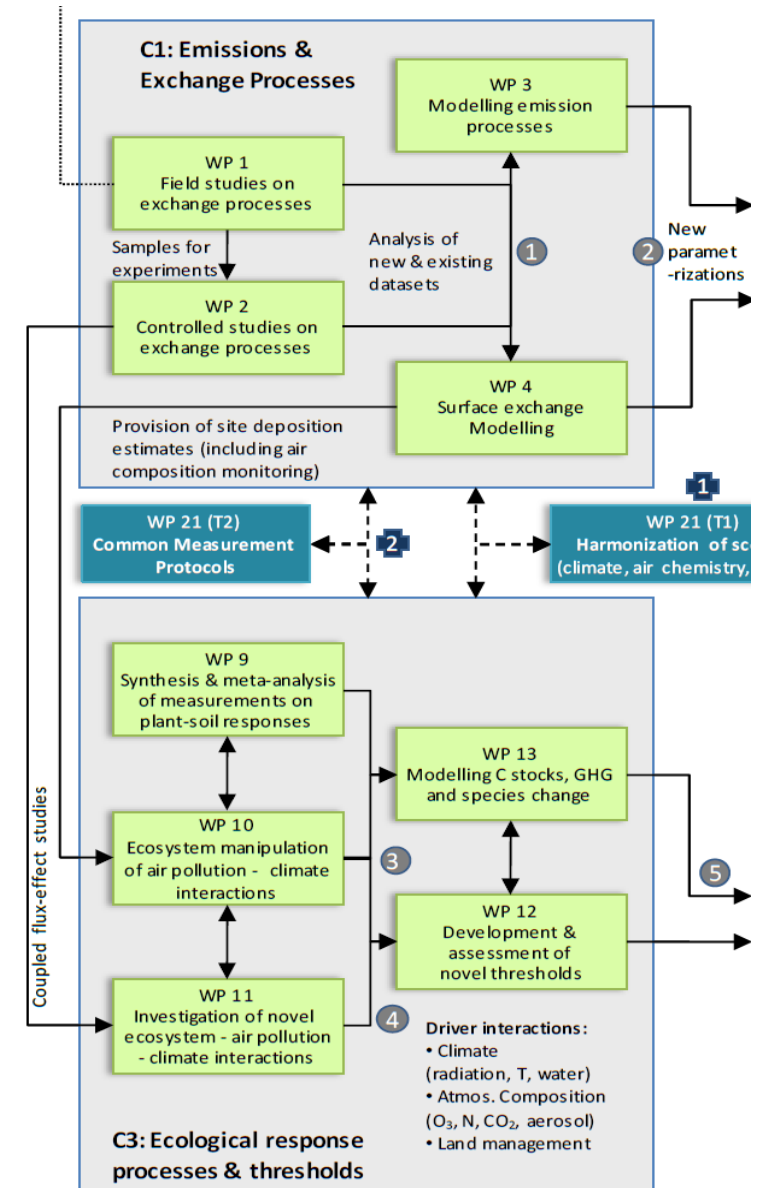 C1: Emissions &
Exchange Processes
WP 3
Modelling emission
processes
WP 1
Field studies on
exchange processes
Samples for
experiments
Analysis of
new & existing
datasets
1
2
New
paramet
-rizations
WP 2
Controlled studies on
exchange processes
WP 4
Surface exchange
Modelling
Provision of site deposition
estimates (including air
composition monitoring)
1
WP 21 (T2)
Common Measurement
Protocols
2
WP 21 (T1)
Harmonization of
(climate, air chemistry,
WP 9
Synthesis & meta-analysis
of measurements on
plant-soil responses
WP 13
Modelling C stocks, GHG
and species change
Coupled flux-effect studies
WP 10
Ecosystem manipulation
of air pollution - climate
interactions
3
5
WP 12
Development &
assessment of
novel thresholds
WP 11
Investigation of novel
ecosystem - air pollution
- climate interactions
4
Driver interactions:
• Climate
(radiation, T, water)
• Atmos. Composition
(O₃, N, CO₂, aerosol)
• Land management
C3: Ecological response
processes & thresholds